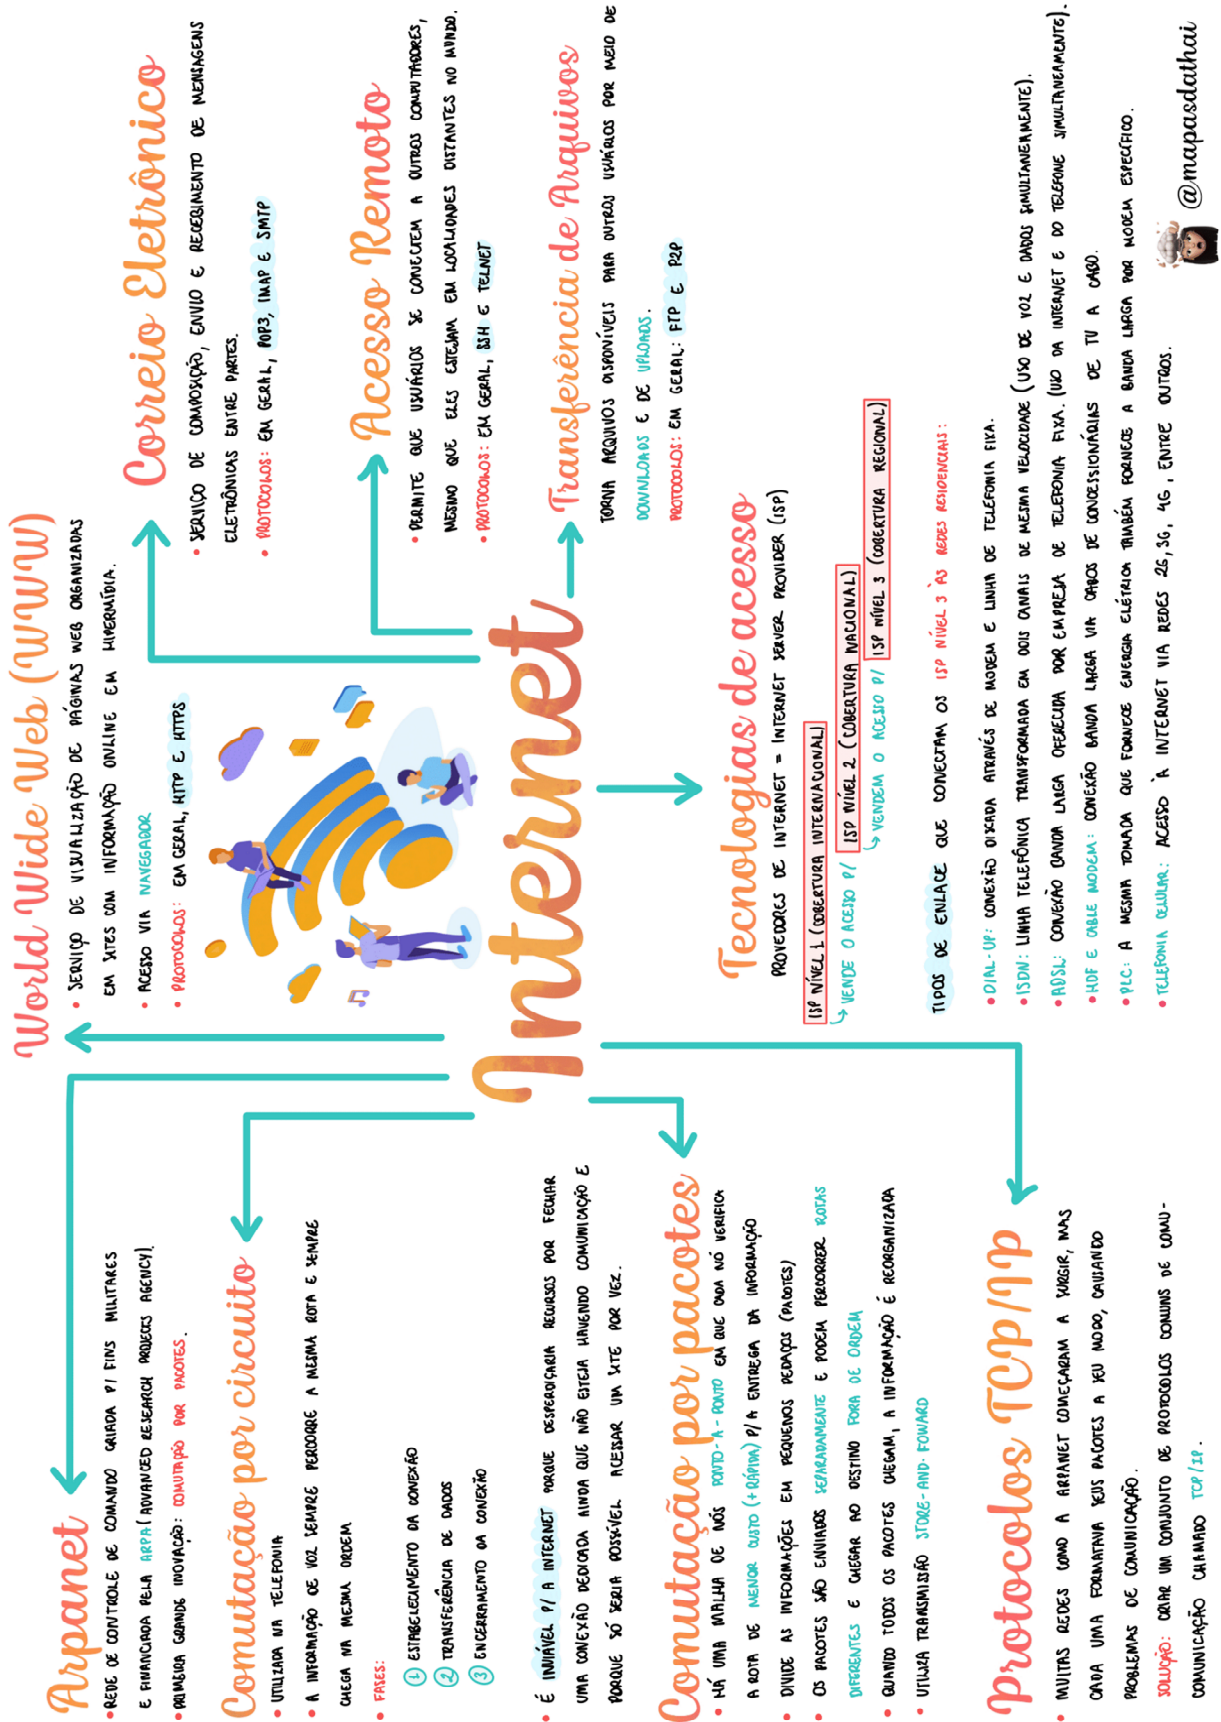 Arpanet
• REDE DE CONTROLE DE COMANDO CRIADA P/ FINS MILITARES
E FINANCIADA PELA ARPA (ADVANCED RESEARCH PROJECTS AGENCY)
• PRIMEIRA GRANDE INOVAÇÃO: COMUTAÇÃO POR PACOTES.
Comutação por circuito
• UTILIZADA NA TELEFONIA
• A INFORMAÇÃO DE VOZ SEMPRE PERCORRE A MESMA ROTA E SEMPRE
CHEGA NA MESMA ORDEM
• FASES:
1 ESTABELECIMENTO DA CONEXÃO
2 TRANSFERÊNCIA DE DADOS
3 ENCERRAMENTO DA CONEXÃO
• É INVIÁVEL P/ A INTERNET PORQUE DESPERDIÇARIA RECURSOS POR FECHAR
UMA CONEXÃO DEDICADA AINDA QUE NÃO ESTEJA HAVENDO COMUNICAÇÃO E
PORQUE SÓ SERIA POSSÍVEL ACESSAR UM SITE POR VEZ.
Comutação por pacotes
• HÁ UMA MALHA DE NÓS PONTO-A-PONTO EM QUE CADA NÓ VERIFICA
A ROTA DE MENOR CUSTO (+ RÁPIDA) P/ A ENTREGA DA INFORMAÇÃO
• DIVIDE AS INFORMAÇÕES EM PEQUENOS PEDAÇOS (PACOTES)
• OS PACOTES SÃO ENVIADOS SEPARADAMENTE E PODEM PERCORRER ROTAS
DIFERENTES E CHEGAR AO DESTINO FORA DE ORDEM
• QUANDO TODOS OS PACOTES CHEGAM, A INFORMAÇÃO É REORGANIZADA
• UTILIZA TRANSMISSÃO STORE-AND-FOWARD
Protocolos TCP/IP
• MUITAS REDES COMO A ARPANET COMEÇARAM A SURGIR, MAS
CADA UMA FORMATAVA SEUS PACOTES A SEU MODO, CAUSANDO
PROBLEMAS DE COMUNICAÇÃO.
SOLUÇÃO: CRIAR UM CONJUNTO DE PROTOCOLOS COMUNS DE COMU-
COMUNICAÇÃO CHAMADO TCP/IP.
World Wide Web (WWW)
• SERVIÇO DE VISUALIZAÇÃO DE PÁGINAS WEB ORGANIZADAS
EM SITES COM INFORMAÇÃO ONLINE EM HIPERMÍDIA.
• ACESSO VIA NAVEGADOR
• PROTOCOLOS: EM GERAL, HTTP E HTTPS
Internet
Tecnologias de acesso
PROVEDORES DE INTERNET = INTERNET SERVER PROVIDER (ISP)
ISP NÍVEL 1 (COBERTURA INTERNACIONAL)
VENDE O ACESSO P/ ISP NÍVEL 2 (COBERTURA NACIONAL)
VENDEM O ACESSO P/ ISP NÍVEL 3 (COBERTURA REGIONAL)
TIPOS DE ENLACE QUE CONECTAM OS ISP NÍVEL 3 ÀS REDES RESIDENCIAIS:
• DIAL-UP: CONEXÃO DISCADA ATRAVÉS DE MODEM E LINHA DE TELEFONIA FIXA.
• ISDN: LINHA TELEFÔNICA TRANSFORMADA EM DOIS CANAIS DE MESMA VELOCIDADE (USO DE VOZ E DADOS SIMULTANEAMENTE).
• ADSL: CONEXÃO BANDA LARGA OFERECIDA POR EMPRESA DE TELEFONIA FIXA. (USO DA INTERNET E DO TELEFONE SIMULTANEAMENTE).
• HDF E CABLE MODEM: CONEXÃO BANDA LARGA VIA CABOS DE CONCESSIONÁRIAS DE TV A CABO.
• PLC: A MESMA TOMADA QUE FORNECE ENERGIA ELÉTRICA TAMBÉM FORNECE A BANDA LARGA POR MODEM ESPECÍFICO.
• TELEFONIA CELULAR: ACESSO À INTERNET VIA REDES 2G, 3G, 4G, ENTRE OUTROS.
Correio Eletrônico
• SERVIÇO DE COMPOSIÇÃO, ENVIO E RECEBIMENTO DE MENSAGENS
ELETRÔNICAS ENTRE PARTES.
• PROTOCOLOS: EM GERAL, POP3, IMAP E SMTP
Acesso Remoto
• PERMITE QUE USUÁRIOS SE CONECTEM A OUTROS COMPUTADORES,
MESMO QUE ELES ESTEJAM EM LOCALIDADES DISTANTES NO MUNDO.
• PROTOCOLOS: EM GERAL, SSH E TELNET
Transferência de Arquivos
TORNA ARQUIVOS DISPONÍVEIS PARA OUTROS USUÁRIOS POR MEIO DE
DOWNLOADS E DE UPLOADS.
PROTOCOLOS: EM GERAL: FTP E P2P
@mapasdathai